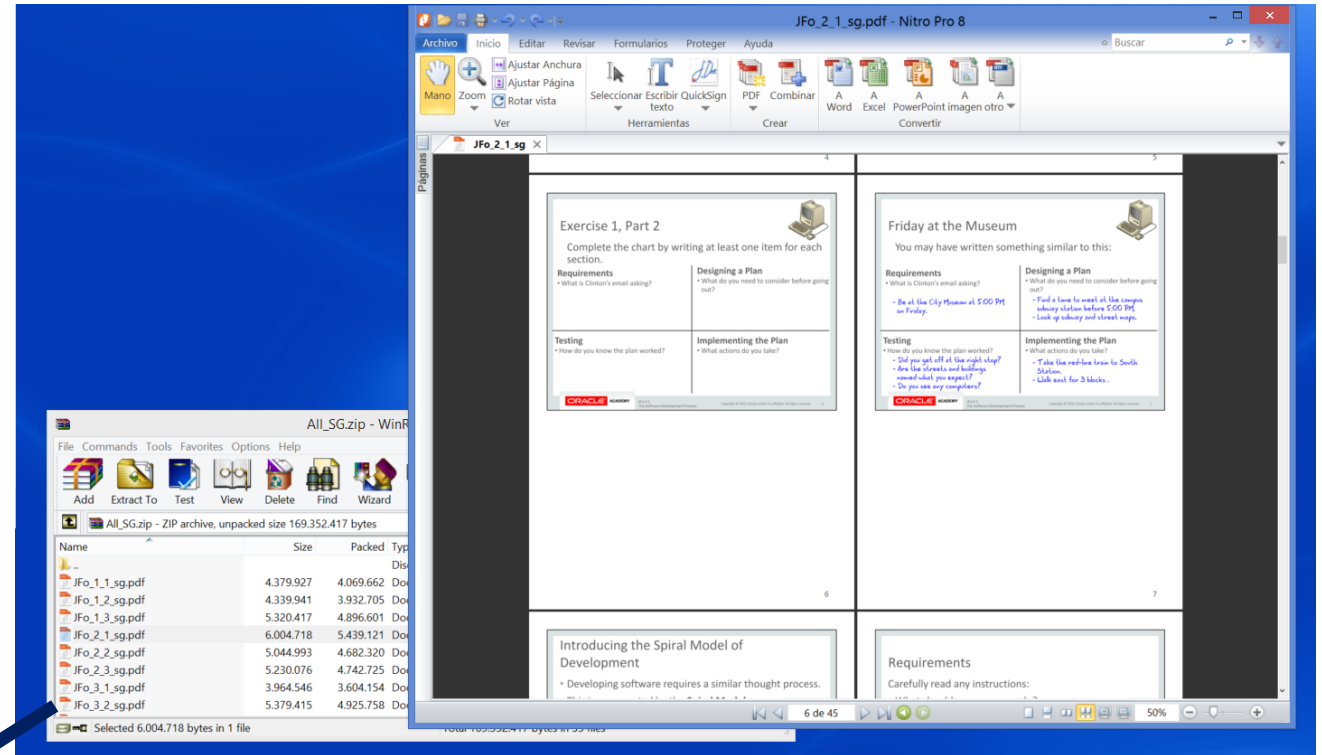 JFo_2_1_sg.pdf - Nitro Pro 8
Archivo Inicio Editar Revisar Formularios Proteger Ayuda Buscar
Mano Zoom Ajustar Anchura
Ajustar Página
Rotar vista
Seleccionar Escribir texto QuickSign PDF Combinar A Word A Excel A PowerPoint A imagen A otro
Ver Herramientas Crear Convertir
JFo_2_1_sg
Páginas
4 5
Exercise 1, Part 2
Complete the chart by writing at least one item for each
section.
Requirements
• What is Clinton's email asking?
Designing a Plan
• What do you need to consider before going
out?
Testing
• How do you know the plan worked?
Implementing the Plan
• What actions do you take?
ORACLE ACADEMY
6
Friday at the Museum
You may have written something similar to this:
Requirements
• What is Clinton's email asking?
- Be at the City Museum at 5:00 PM
on Friday.
Designing a Plan
• What do you need to consider before going
out?
- Find a time to meet at the campus
subway station before 5:00 PM.
- Look up subway and street maps.
Testing
• How do you know the plan worked?
- Did you get off at the right stop?
- Are the streets and buildings
named what you expect?
- Do you see any computers?
Implementing the Plan
• What actions do you take?
- Take the red-line train to South
Station.
- Walk east for 3 blocks.
ORACLE ACADEMY
7
Introducing the Spiral Model of
Development
• Developing software requires a similar thought process.
Requirements
Carefully read any instructions:
6 de 45 50%
All_SG.zip - WinR
File Commands Tools Favorites Options Help
Add Extract To Test View Delete Find Wizard
All_SG.zip - ZIP archive, unpacked size 169.352.417 bytes
Name Size Packed Typ
..
JFo_1_1_sg.pdf 4.379.927 4.069.662
JFo_1_2_sg.pdf 4.339.941 3.932.705
JFo_1_3_sg.pdf 5.320.417 4.896.601
JFo_2_1_sg.pdf 6.004.718 5.439.121
JFo_2_2_sg.pdf 5.044.993 4.682.320
JFo_2_3_sg.pdf 5.230.076 4.742.725
JFo_3_1_sg.pdf 3.964.546 3.604.154
JFo_3_2_sg.pdf 5.379.415 4.925.758
Selected 6.004.718 bytes in 1 file